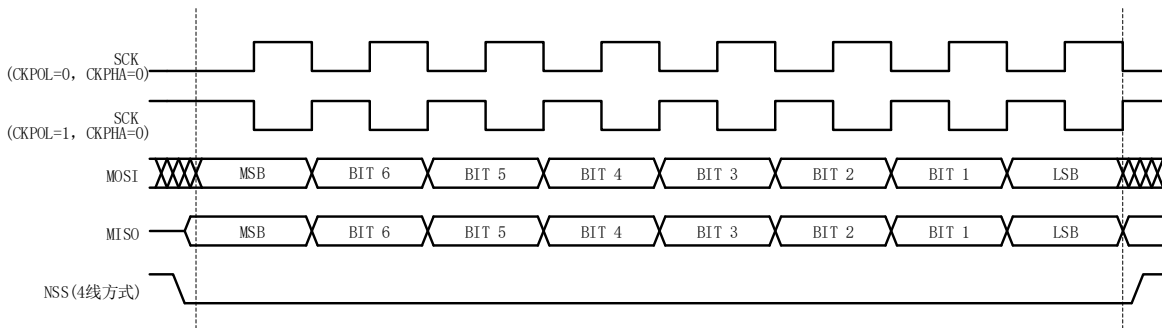 SCK
(CKPOL=0, CKPHA=0)
SCK
(CKPOL=1, CKPHA=0)
MOSI MSB BIT 6 BIT 5 BIT 4 BIT 3 BIT 2 BIT 1 LSB
MISO MSB BIT 6 BIT 5 BIT 4 BIT 3 BIT 2 BIT 1 LSB
NSS(4线方式)